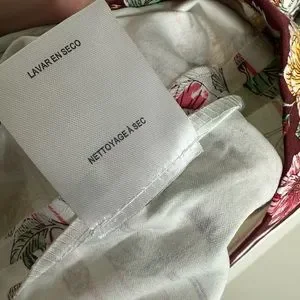 LAVAR EN SECO
NETTOYAGE À SEC